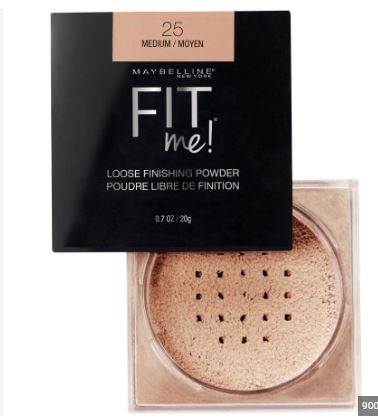 25
MEDIUM / MOYEN
MAYBELLINE®
NEW YORK
FIT
me!®
LOOSE FINISHING POWDER
POUDRE LIBRE DE FINITION
0.7 OZ / 20g
900